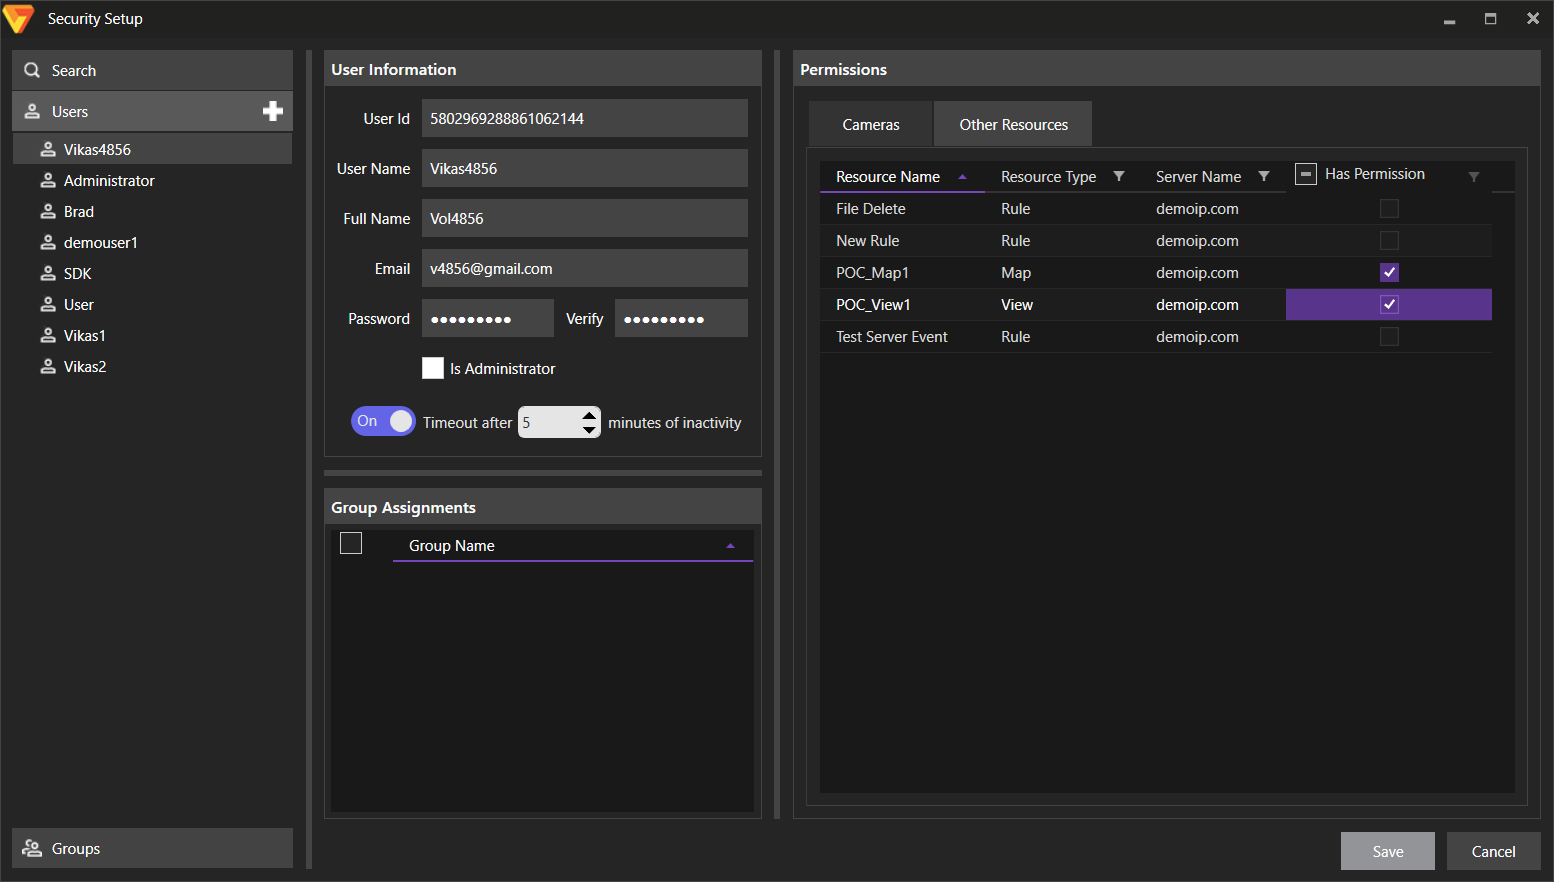 Security Setup
Search
Users
Vikas4856
Administrator
Brad
demouser1
SDK
User
Vikas1
Vikas2
Groups
User Information
User Id 5802969288861062144
User Name Vikas4856
Full Name Vol4856
Email v4856@gmail.com
Password ●●●●●●●●● Verify ●●●●●●●●●
Is Administrator
On Timeout after 5 minutes of inactivity
Group Assignments
Group Name
Permissions
Cameras Other Resources
Resource Name Resource Type Server Name Has Permission
File Delete Rule demoip.com
New Rule Rule demoip.com
POC_Map1 Map demoip.com
POC_View1 View demoip.com
Test Server Event Rule demoip.com
Save Cancel